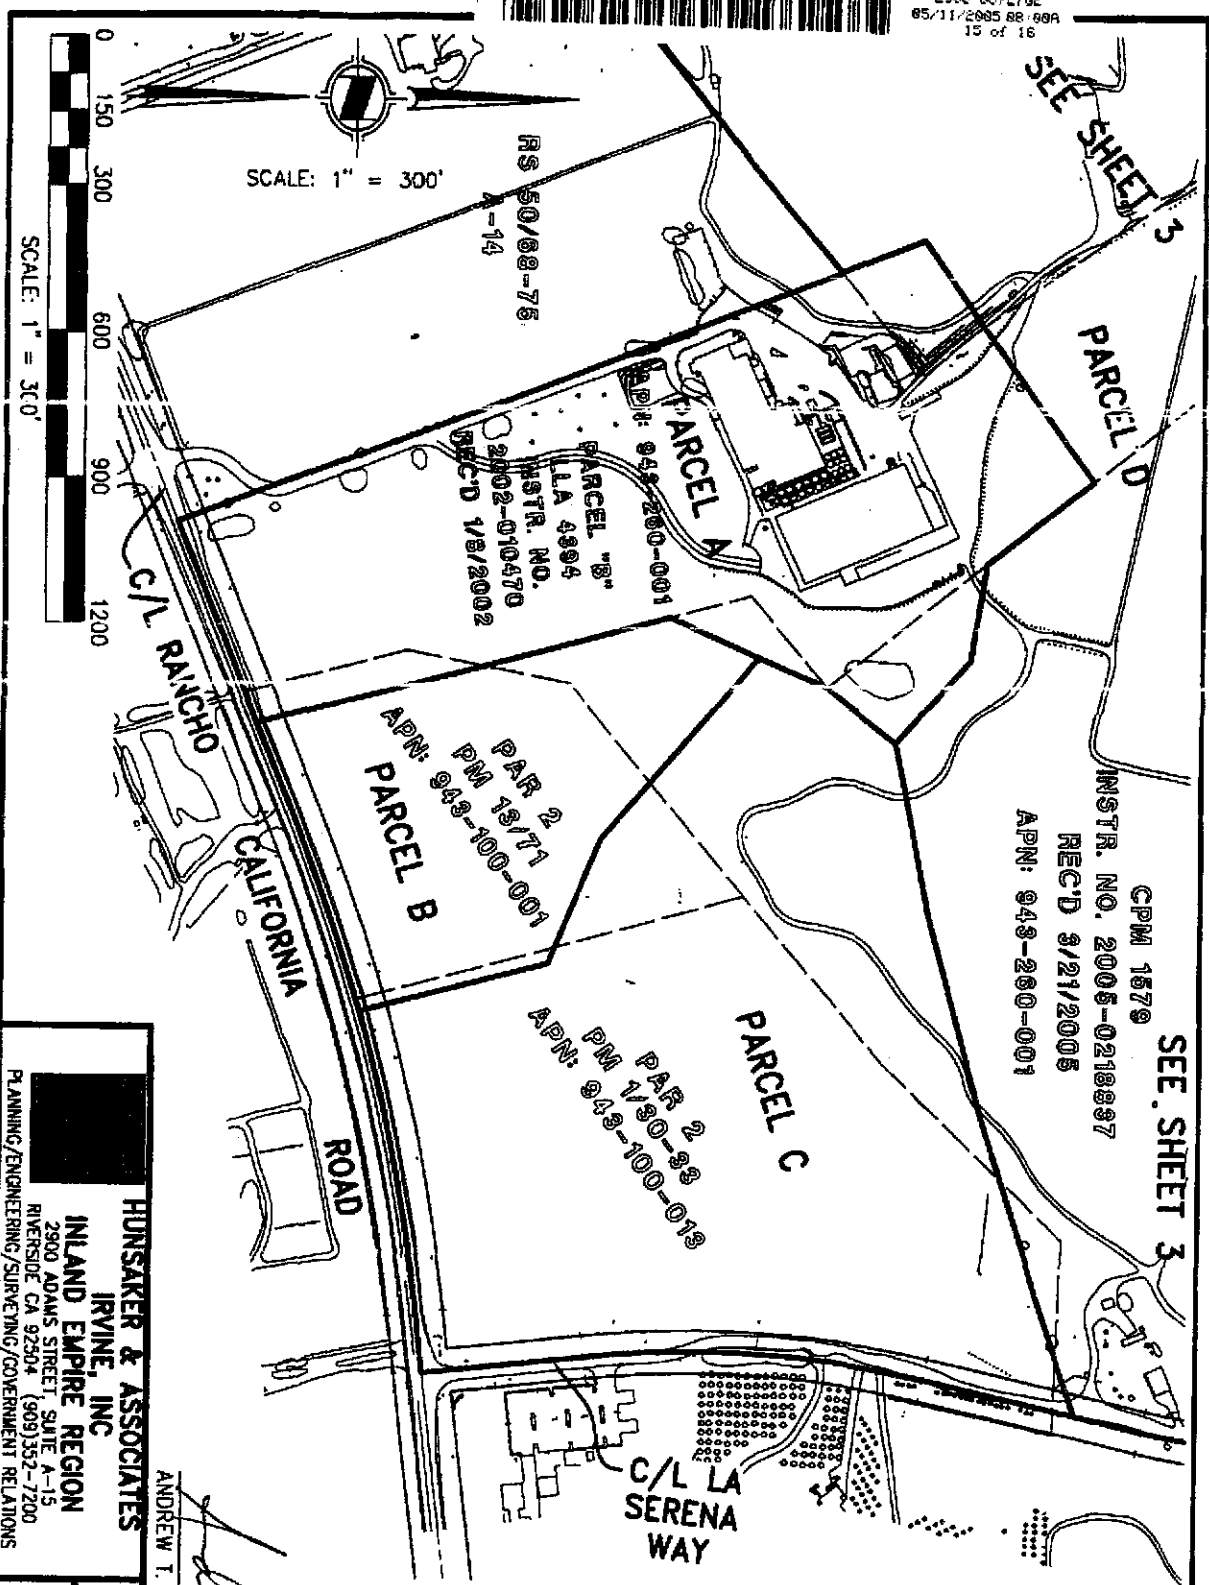 05/11/2005 08:00A
15 of 16
SEE SHEET 3
SCALE: 1" = 300'
RS 50/68-75
A-14
PARCEL D
PARCEL A
APN: 943-260-001
PARCEL "B"
LLA 4394
INSTR. NO.
2002-010470
REC'D 1/8/2002
CPM 1579
INSTR. NO. 2005-0218837
REC'D 3/21/2005
APN: 943-260-001
SEE SHEET 3
PAR 2
PM 13/71
APN: 943-100-001
PARCEL B
PARCEL C
PAR 2
PM 1/30-33
APN: 943-100-013
C/L RANCHO
CALIFORNIA
ROAD
C/L LA
SERENA
WAY
0 150 300 600 900 1200
SCALE: 1" = 300'
HUNSAKER & ASSOCIATES
IRVINE, INC
INLAND EMPIRE REGION
2900 ADAMS STREET, SUITE A-15
RIVERSIDE CA 92504 (909)352-7200
PLANNING/ENGINEERING/SURVEYING/GOVERNMENT RELATIONS
ANDREW T.